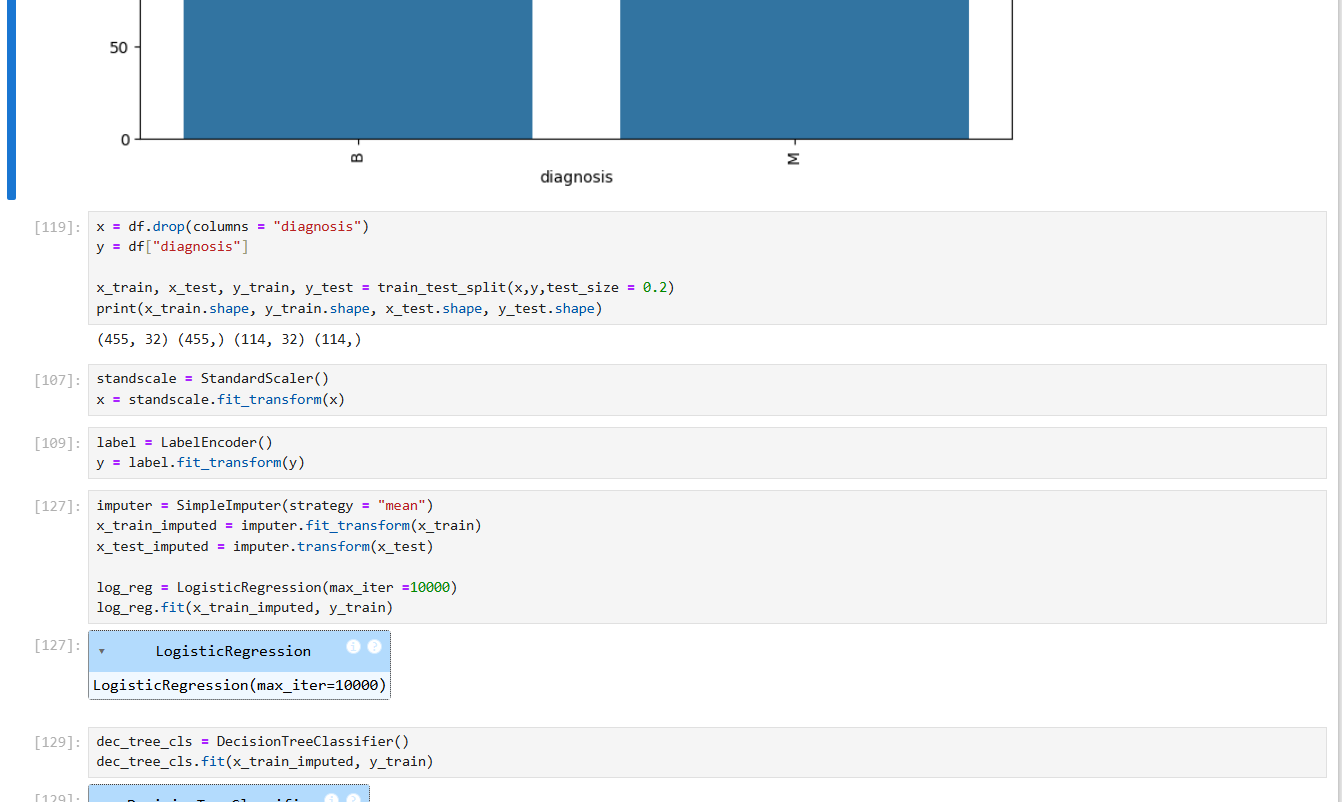 50
0
B
M
diagnosis
[119]:
x = df.drop(columns = "diagnosis")
y = df["diagnosis"]
x_train, x_test, y_train, y_test = train_test_split(x,y,test_size = 0.2)
print(x_train.shape, y_train.shape, x_test.shape, y_test.shape)
(455, 32) (455,) (114, 32) (114,)
[107]:
standscale = StandardScaler()
x = standscale.fit_transform(x)
[109]:
label = LabelEncoder()
y = label.fit_transform(y)
[127]:
imputer = SimpleImputer(strategy = "mean")
x_train_imputed = imputer.fit_transform(x_train)
x_test_imputed = imputer.transform(x_test)
log_reg = LogisticRegression(max_iter =10000)
log_reg.fit(x_train_imputed, y_train)
[127]:
▾ LogisticRegression i ?
LogisticRegression(max_iter=10000)
[129]:
dec_tree_cls = DecisionTreeClassifier()
dec_tree_cls.fit(x_train_imputed, y_train)
[129]: